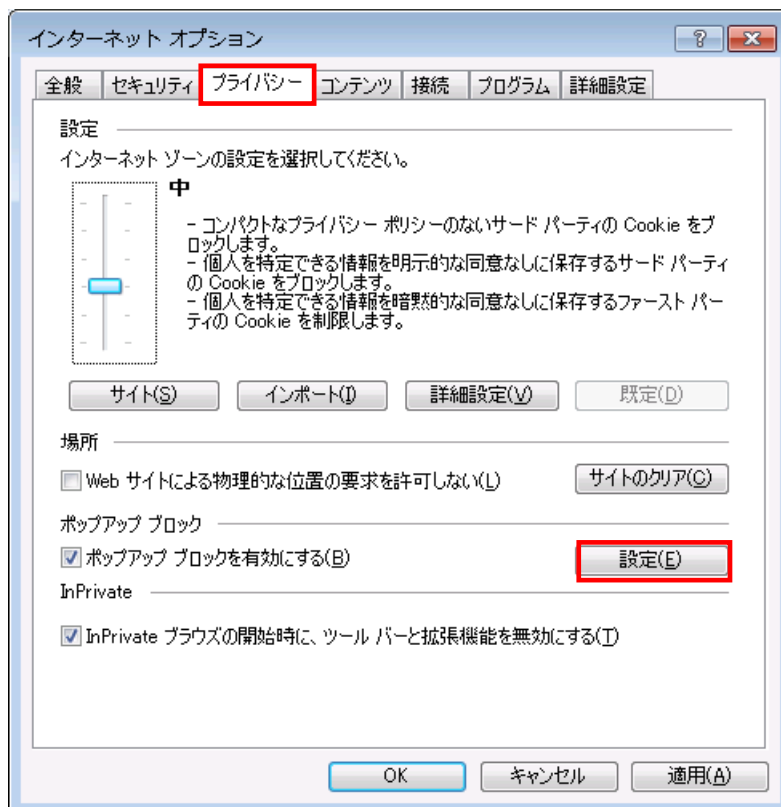 インターネット オプション
全般 セキュリティ プライバシー コンテンツ 接続 プログラム 詳細設定
設定
インターネット ゾーンの設定を選択してください。
中
- コンパクトなプライバシー ポリシーのないサード パーティの Cookie をブ
ロックします。
- 個人を特定できる情報を明示的な同意なしに保存するサード パーティ
の Cookie をブロックします。
- 個人を特定できる情報を暗黙的な同意なしに保存するファースト パー
ティの Cookie を制限します。
サイト(S) インポート(I) 詳細設定(V) 既定(D)
場所
Web サイトによる物理的な位置の要求を許可しない(L) サイトのクリア(C)
ポップアップ ブロック
ポップアップ ブロックを有効にする(B) 設定(E)
InPrivate
InPrivate ブラウズの開始時に、ツール バーと拡張機能を無効にする(T)
OK キャンセル 適用(A)